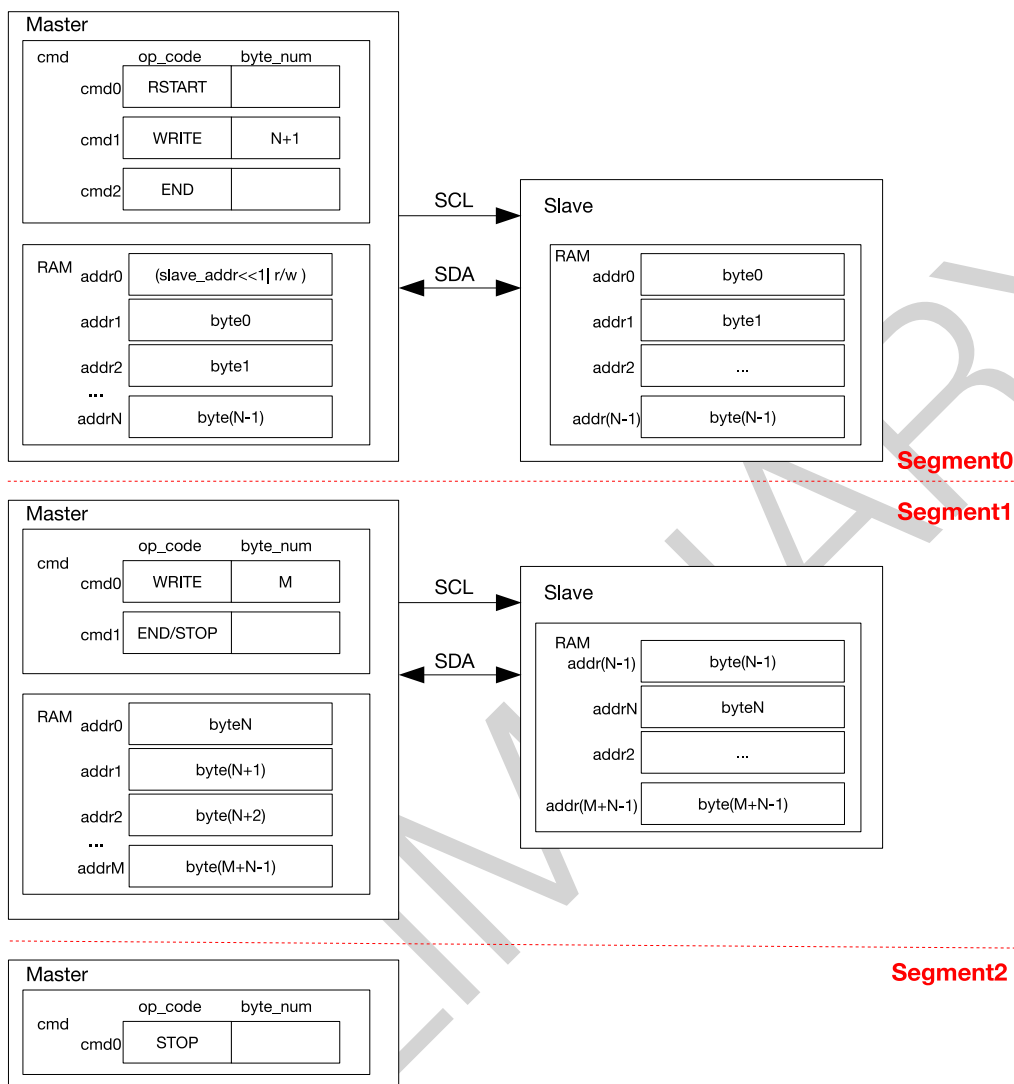 Master
cmd op_code byte_num
cmd0 RSTART
cmd1 WRITE N+1
cmd2 END
RAM addr0 (slave_addr<<1| r/w )
addr1 byte0
addr2 byte1
...
addrN byte(N-1)
SCL
SDA
Slave
RAM
addr0 byte0
addr1 byte1
addr2 ...
addr(N-1) byte(N-1)
Segment0
Segment1
Master
op_code byte_num
cmd
cmd0 WRITE M
cmd1 END/STOP
RAM addr0 byteN
addr1 byte(N+1)
addr2 byte(N+2)
...
addrM byte(M+N-1)
SCL
SDA
Slave
RAM
addr(N-1) byte(N-1)
addrN byteN
addr2 ...
addr(M+N-1) byte(M+N-1)
Segment2
Master
op_code byte_num
cmd
cmd0 STOP